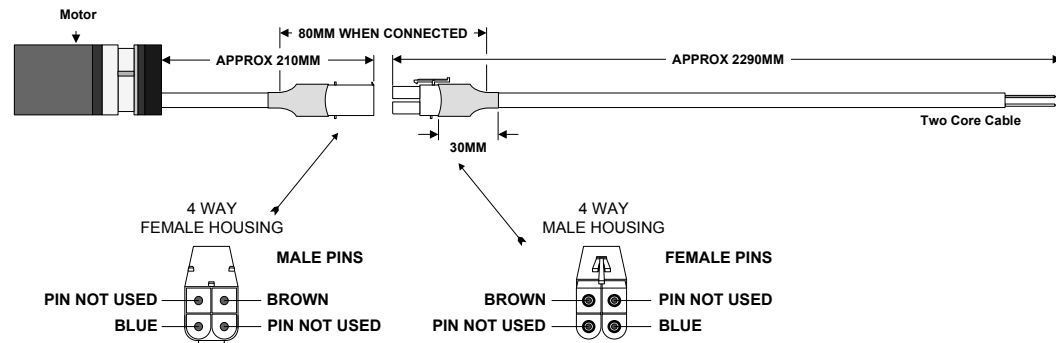 Motor
80MM WHEN CONNECTED
APPROX 210MM
APPROX 2290MM
Two Core Cable
30MM
4 WAY
FEMALE HOUSING
4 WAY
MALE HOUSING
MALE PINS
FEMALE PINS
PIN NOT USED
BROWN
BROWN
PIN NOT USED
BLUE
PIN NOT USED
PIN NOT USED
BLUE